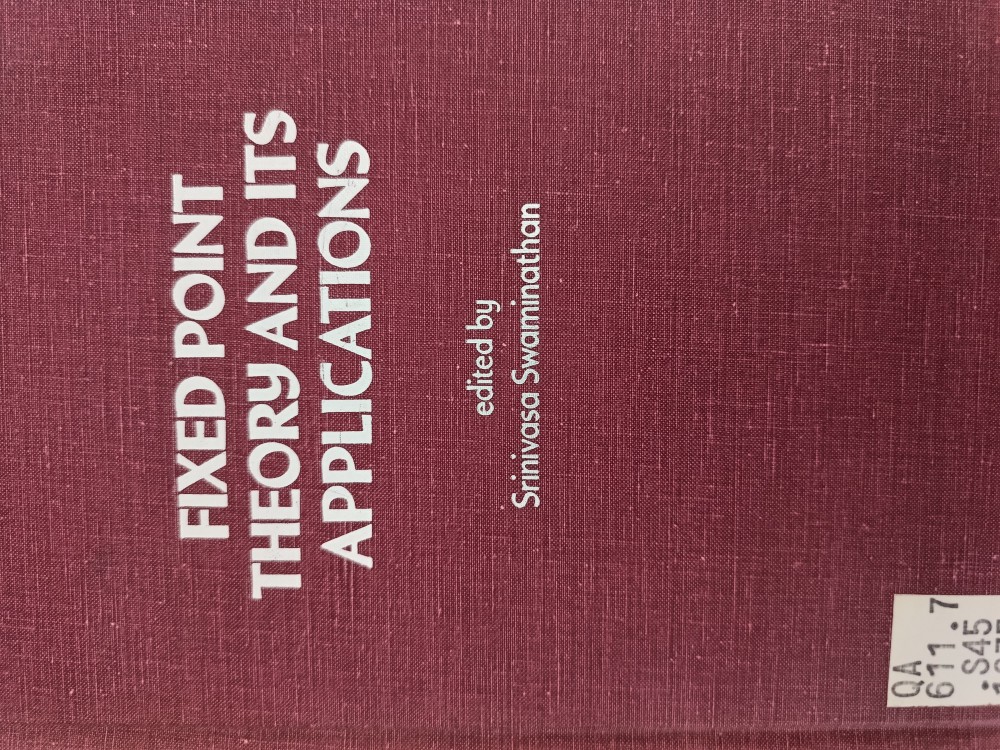 FIXED POINT
THEORY AND ITS
APPLICATIONS
edited by
Srinivasa Swaminathan
QA
611.7
.S45